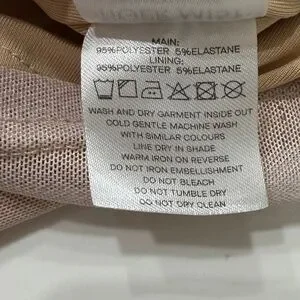 MAIN:
95%POLYESTER 5%ELASTANE
LINING:
95%POLYESTER 5%ELASTANE
WASH AND DRY GARMENT INSIDE OUT
COLD GENTLE MACHINE WASH
WITH SIMILAR COLOURS
LINE DRY IN SHADE
WARM IRON ON REVERSE
DO NOT IRON EMBELLISHMENT
DO NOT BLEACH
DO NOT TUMBLE DRY
DO NOT DRY CLEAN